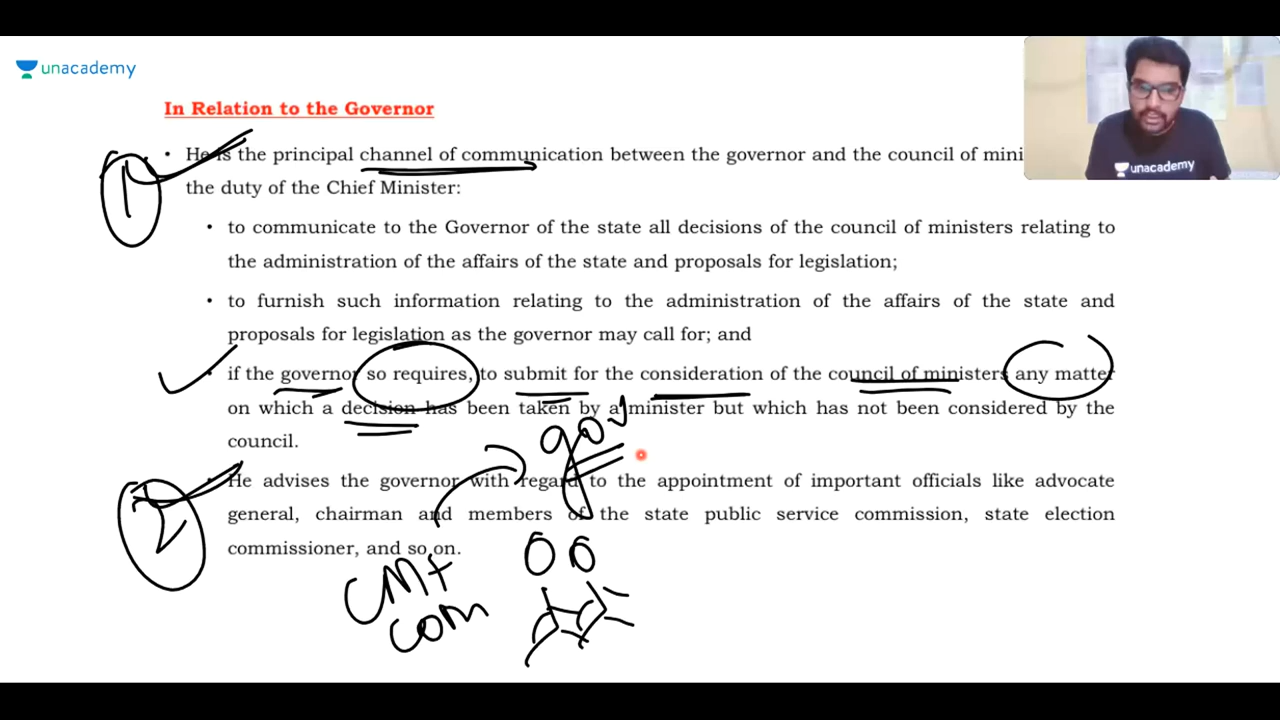 unacademy
In Relation to the Governor
• He is the principal channel of communication between the governor and the council of mini
the duty of the Chief Minister:
• to communicate to the Governor of the state all decisions of the council of ministers relating to
the administration of the affairs of the state and proposals for legislation;
• to furnish such information relating to the administration of the affairs of the state and
proposals for legislation as the governor may call for; and
• if the governor so requires, to submit for the consideration of the council of ministers any matter
on which a decision has been taken by a minister but which has not been considered by the
council.
• He advises the governor with regard to the appointment of important officials like advocate
general, chairman and members of the state public service commission, state election
commissioner, and so on.
1
2
gov
CM+
COM
unacademy